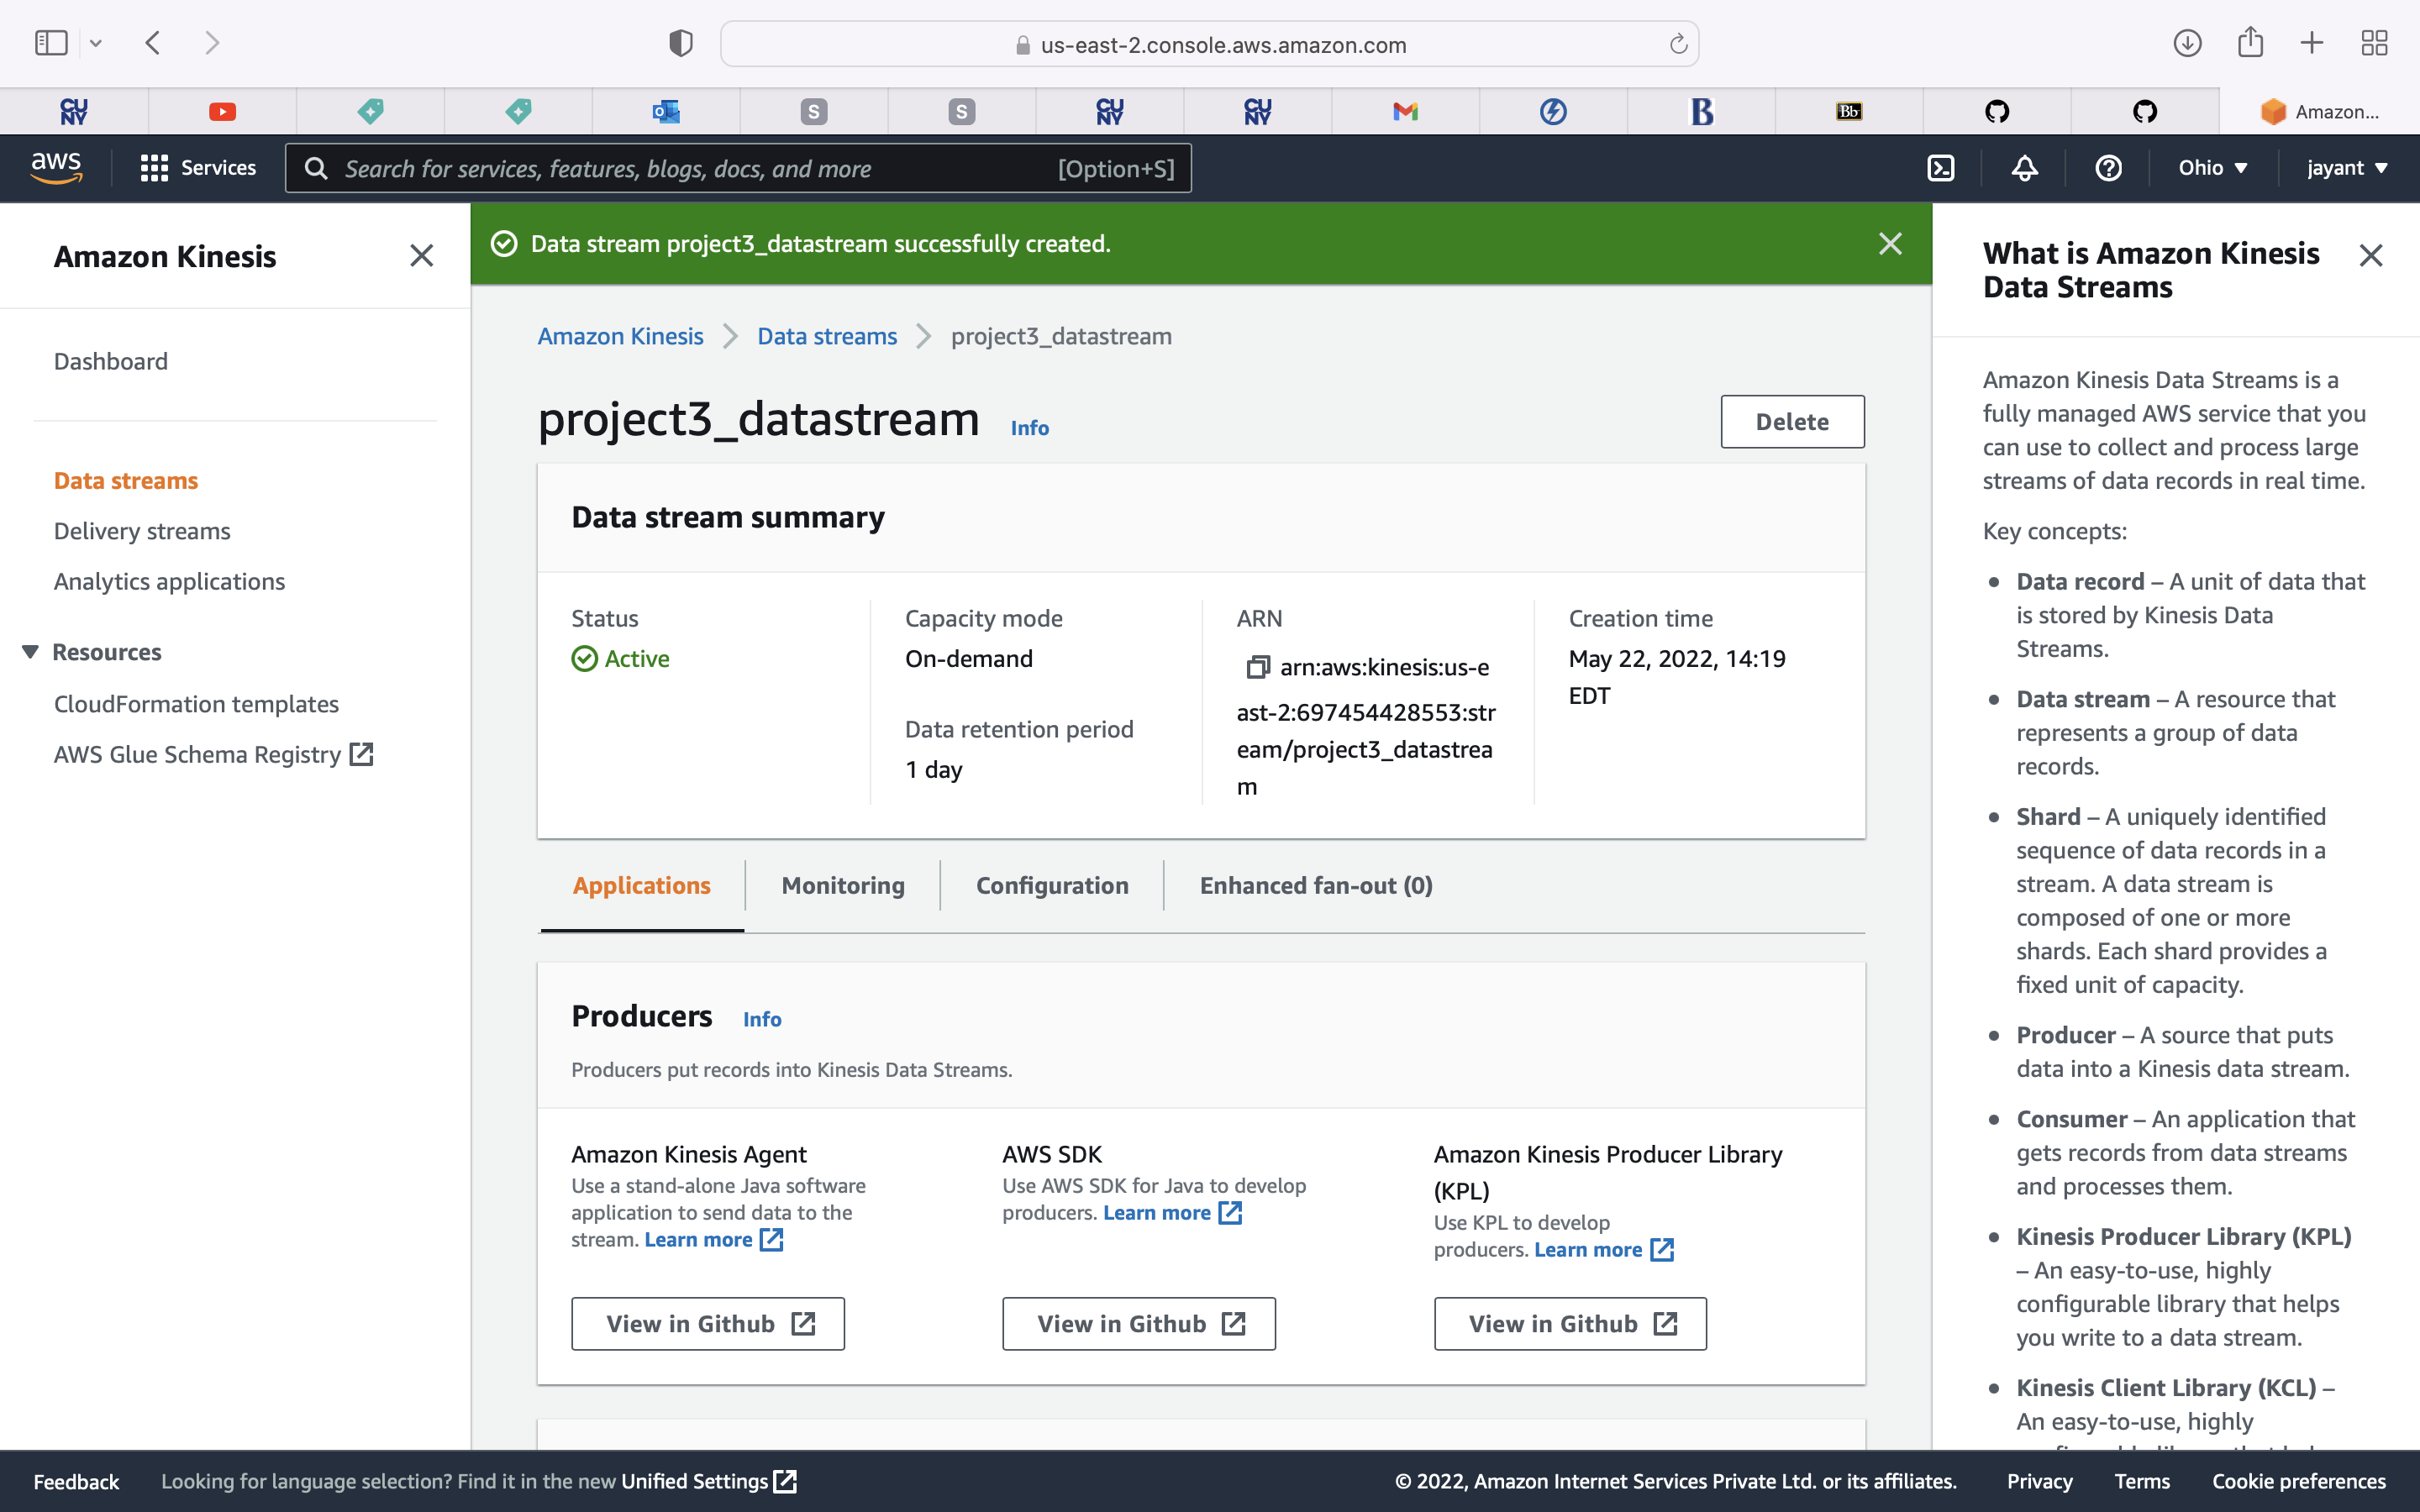 us-east-2.console.aws.amazon.com
CU
NY
S
S
CU
NY
CU
NY
B
Bb
Amazon...
aws
Services
Search for services, features, blogs, docs, and more
[Option+S]
Ohio
jayant
Amazon Kinesis
Dashboard
Data streams
Delivery streams
Analytics applications
Resources
CloudFormation templates
AWS Glue Schema Registry
Data stream project3_datastream successfully created.
Amazon Kinesis
Data streams
project3_datastream
project3_datastream
Info
Delete
Data stream summary
Status
Active
Capacity mode
On-demand
Data retention period
1 day
ARN
arn:aws:kinesis:us-e
ast-2:697454428553:str
eam/project3_datastrea
m
Creation time
May 22, 2022, 14:19
EDT
Applications
Monitoring
Configuration
Enhanced fan-out (0)
Producers
Info
Producers put records into Kinesis Data Streams.
Amazon Kinesis Agent
Use a stand-alone Java software
application to send data to the
stream. Learn more
View in Github
AWS SDK
Use AWS SDK for Java to develop
producers. Learn more
View in Github
Amazon Kinesis Producer Library
(KPL)
Use KPL to develop
producers. Learn more
View in Github
What is Amazon Kinesis
Data Streams
Amazon Kinesis Data Streams is a
fully managed AWS service that you
can use to collect and process large
streams of data records in real time.
Key concepts:
Data record – A unit of data that
is stored by Kinesis Data
Streams.
Data stream – A resource that
represents a group of data
records.
Shard – A uniquely identified
sequence of data records in a
stream. A data stream is
composed of one or more
shards. Each shard provides a
fixed unit of capacity.
Producer – A source that puts
data into a Kinesis data stream.
Consumer – An application that
gets records from data streams
and processes them.
Kinesis Producer Library (KPL)
– An easy-to-use, highly
configurable library that helps
you write to a data stream.
Kinesis Client Library (KCL) –
An easy-to-use, highly
Feedback
Looking for language selection? Find it in the new Unified Settings
© 2022, Amazon Internet Services Private Ltd. or its affiliates.
Privacy
Terms
Cookie preferences